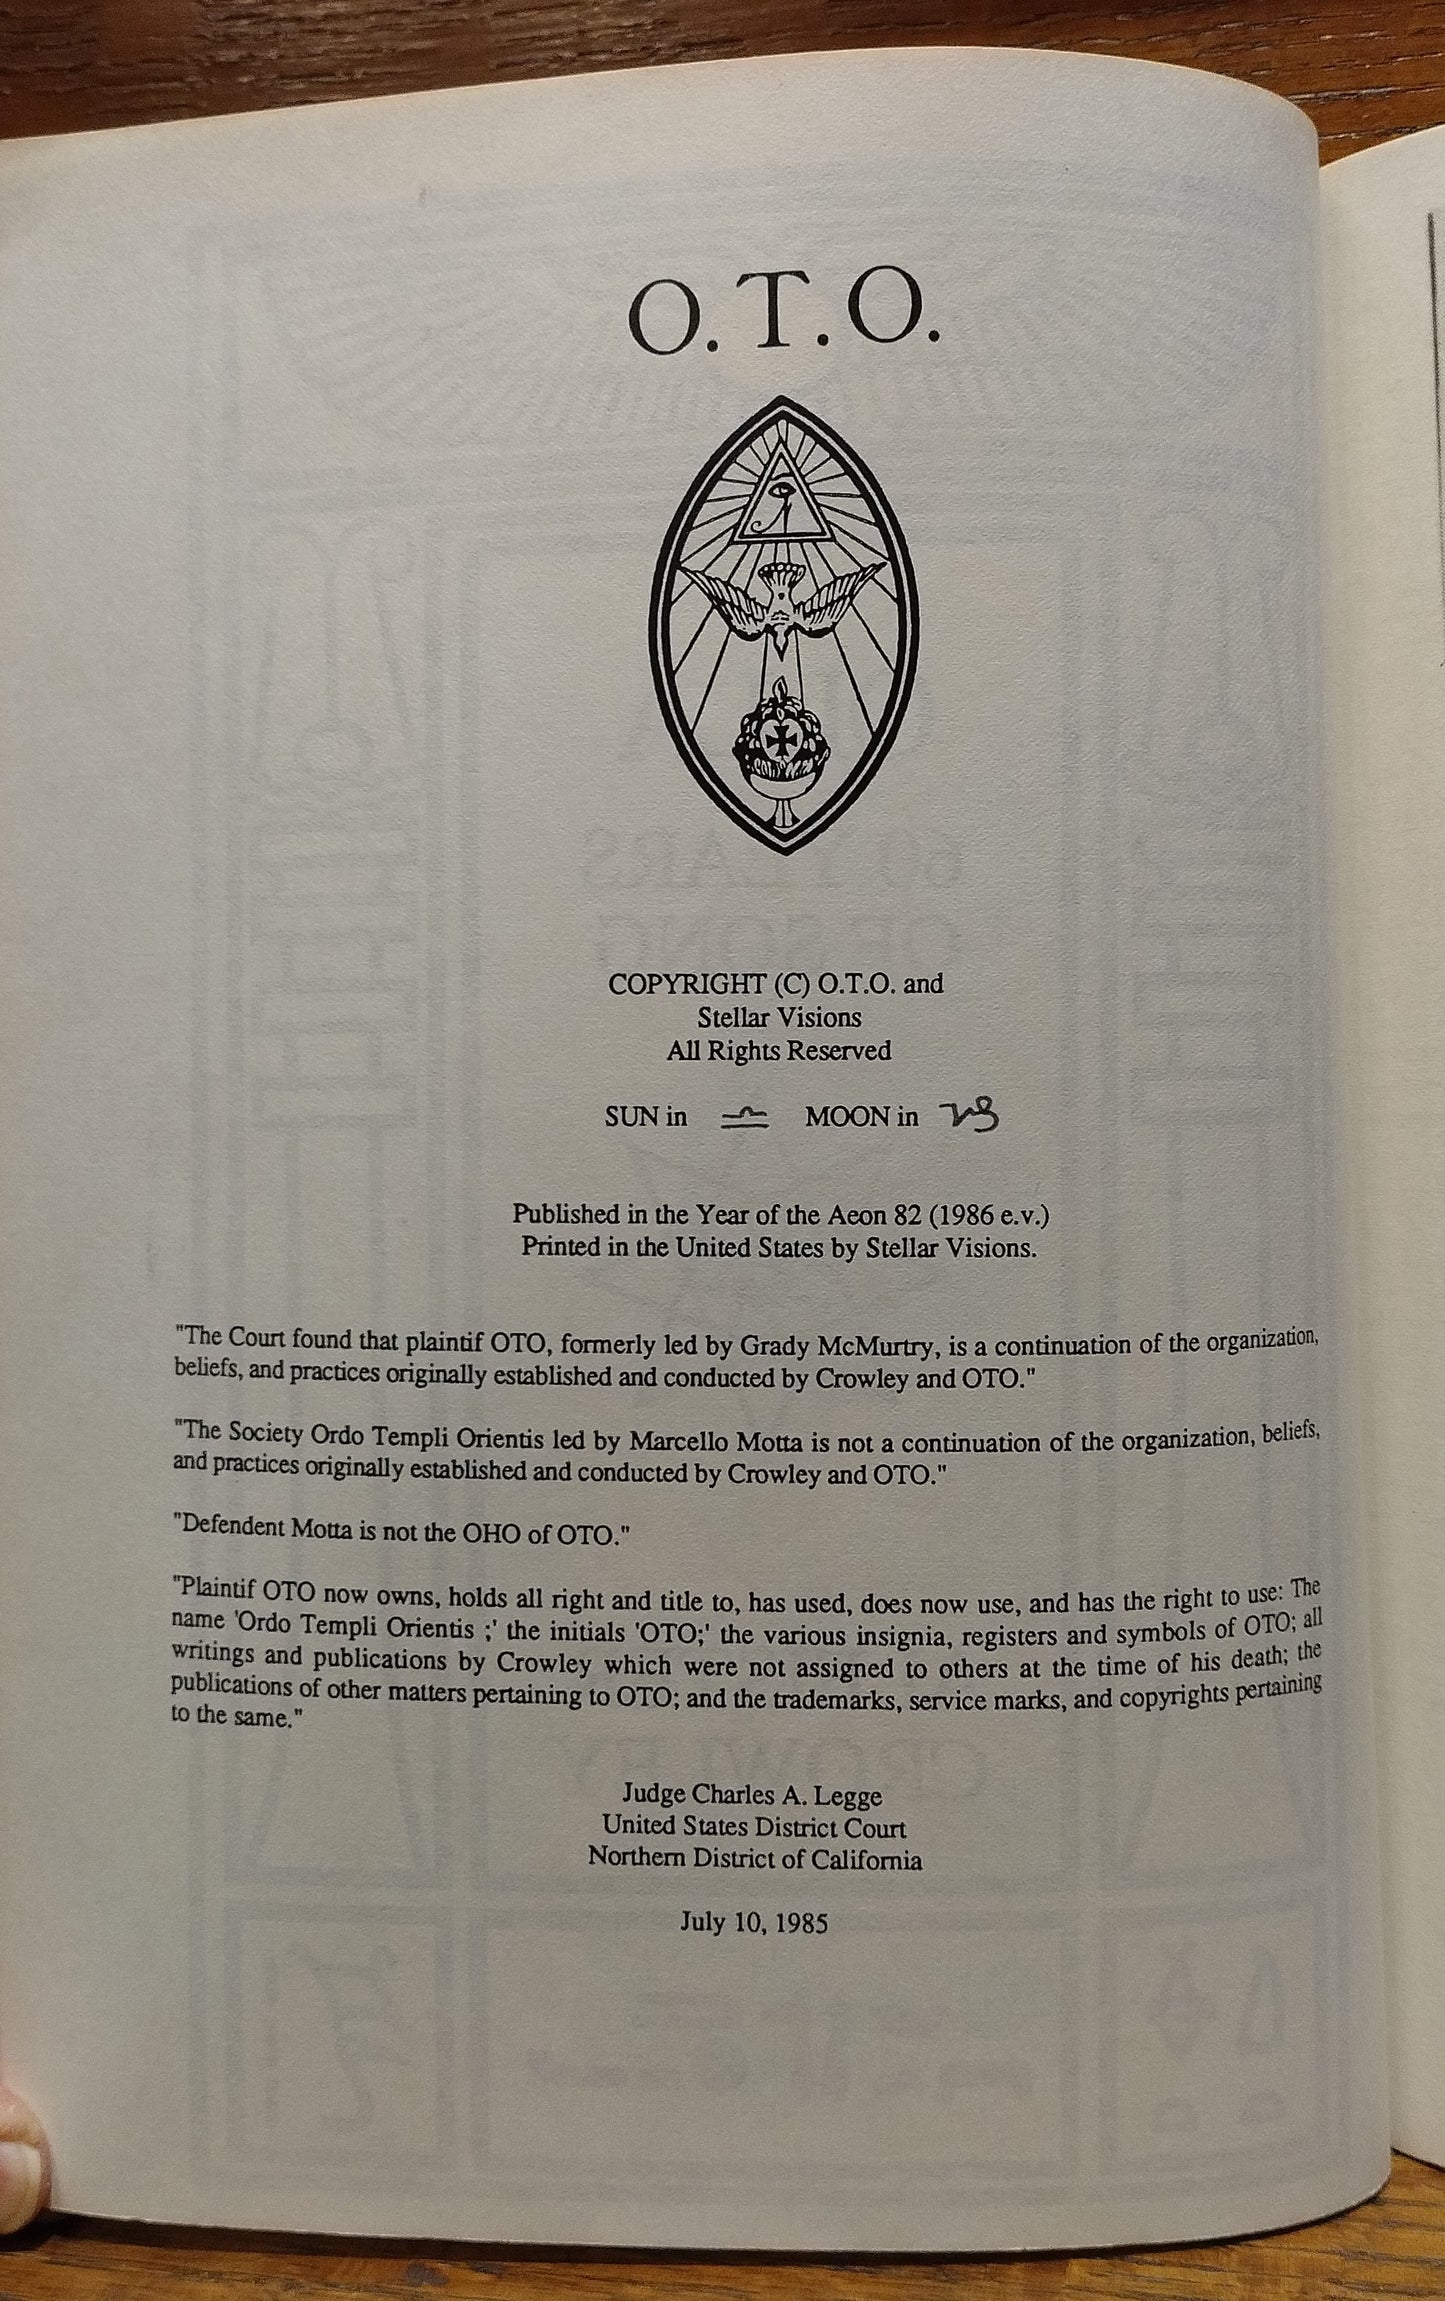 O.T.O.
COPYRIGHT (C) O.T.O. and
Stellar Visions
All Rights Reserved
SUN in ♎ MOON in ♑
Published in the Year of the Aeon 82 (1986 e.v.)
Printed in the United States by Stellar Visions.
"The Court found that plaintif OTO, formerly led by Grady McMurtry, is a continuation of the organization,
beliefs, and practices originally established and conducted by Crowley and OTO."
"The Society Ordo Templi Orientis led by Marcello Motta is not a continuation of the organization, beliefs,
and practices originally established and conducted by Crowley and OTO."
"Defendent Motta is not the OHO of OTO."
"Plaintif OTO now owns, holds all right and title to, has used, does now use, and has the right to use: The
name 'Ordo Templi Orientis ;' the initials 'OTO;' the various insignia, registers and symbols of OTO; all
writings and publications by Crowley which were not assigned to others at the time of his death; the
publications of other matters pertaining to OTO; and the trademarks, service marks, and copyrights pertaining
to the same."
Judge Charles A. Legge
United States District Court
Northern District of California
July 10, 1985